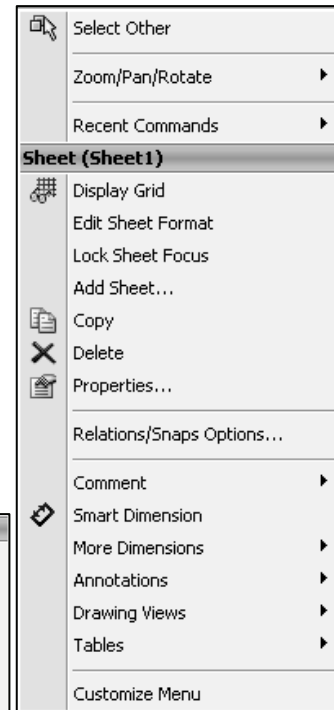 Select Other
Zoom/Pan/Rotate
Recent Commands
Sheet (Sheet1)
Display Grid
Edit Sheet Format
Lock Sheet Focus
Add Sheet...
Copy
Delete
Properties...
Relations/Snaps Options...
Comment
Smart Dimension
More Dimensions
Annotations
Drawing Views
Tables
Customize Menu